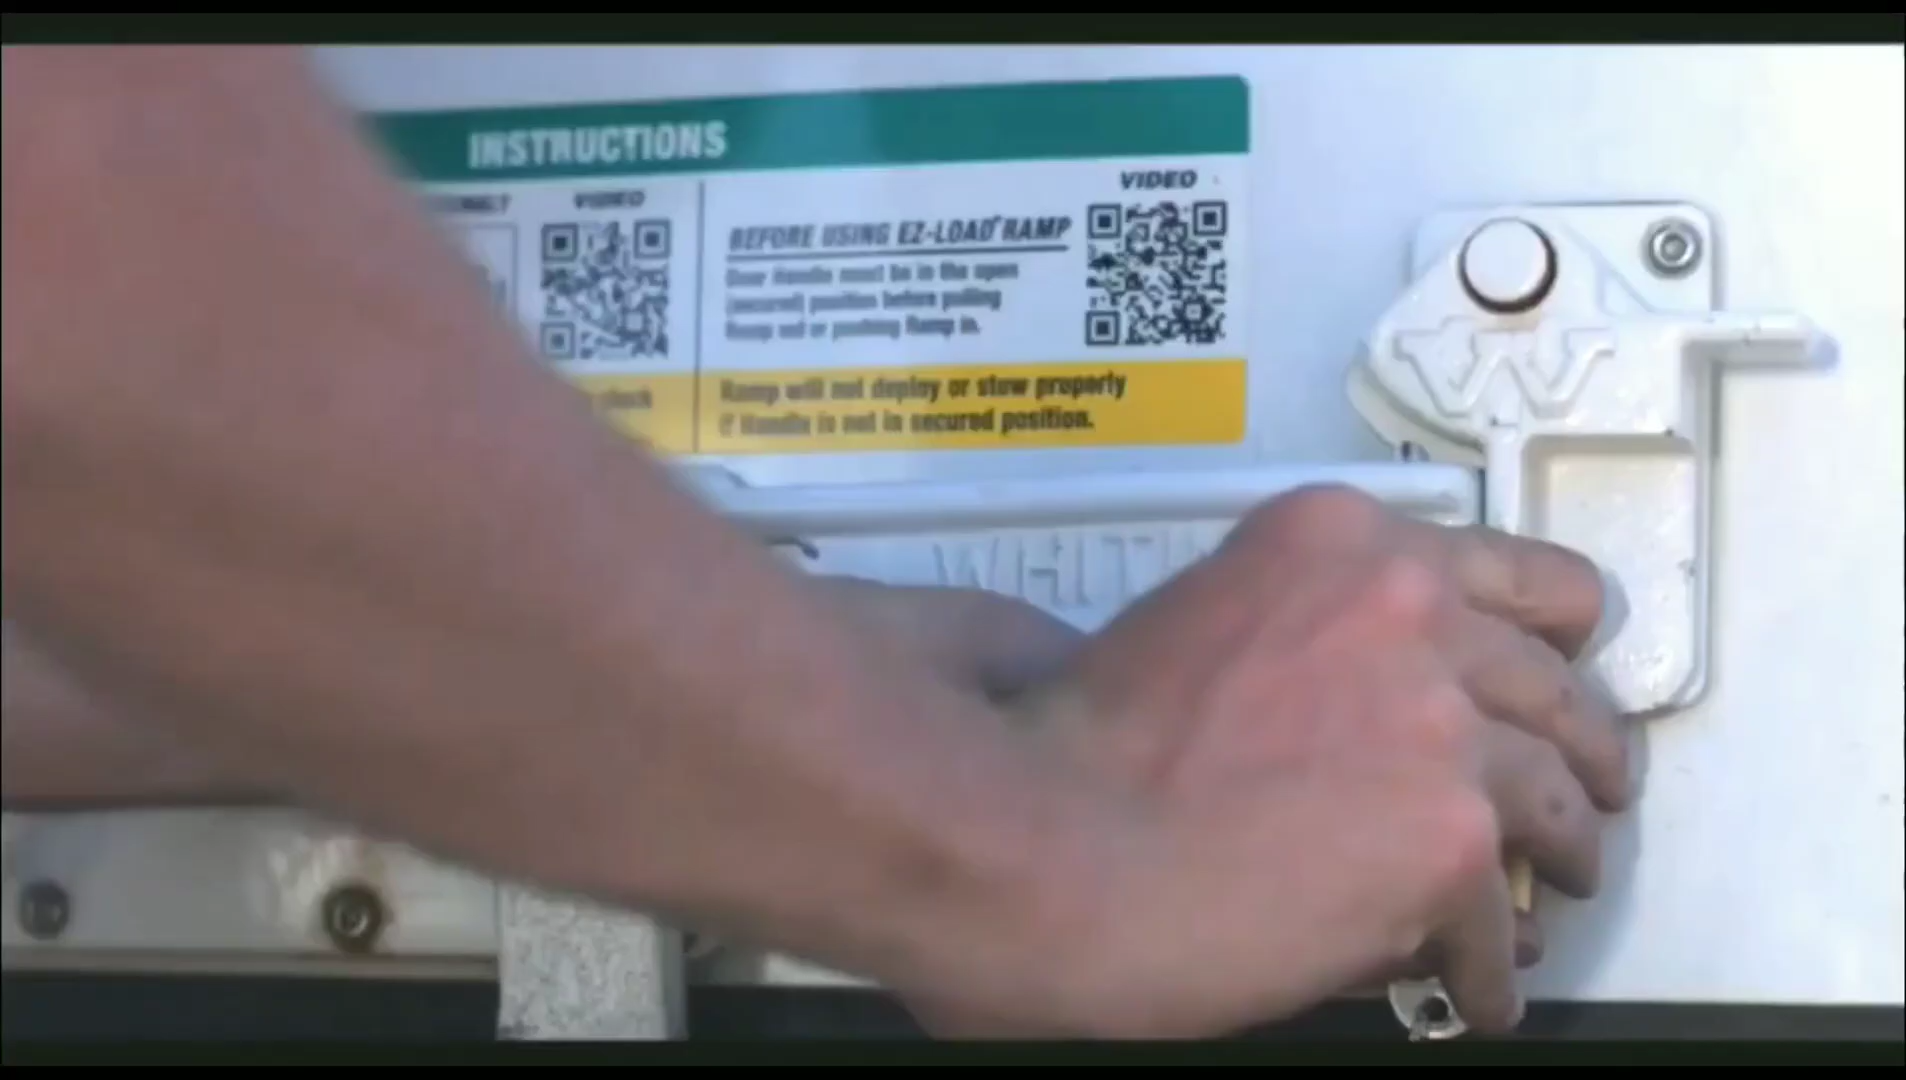 INSTRUCTIONS
VIDEO
VIDEO
BEFORE USING EZ-LOAD® RAMP
Door Handle must be in the open
(secured) position before pulling
Ramp out or pushing Ramp in.
Ramp will not deploy or stow properly
if Handle is not in secured position.
W